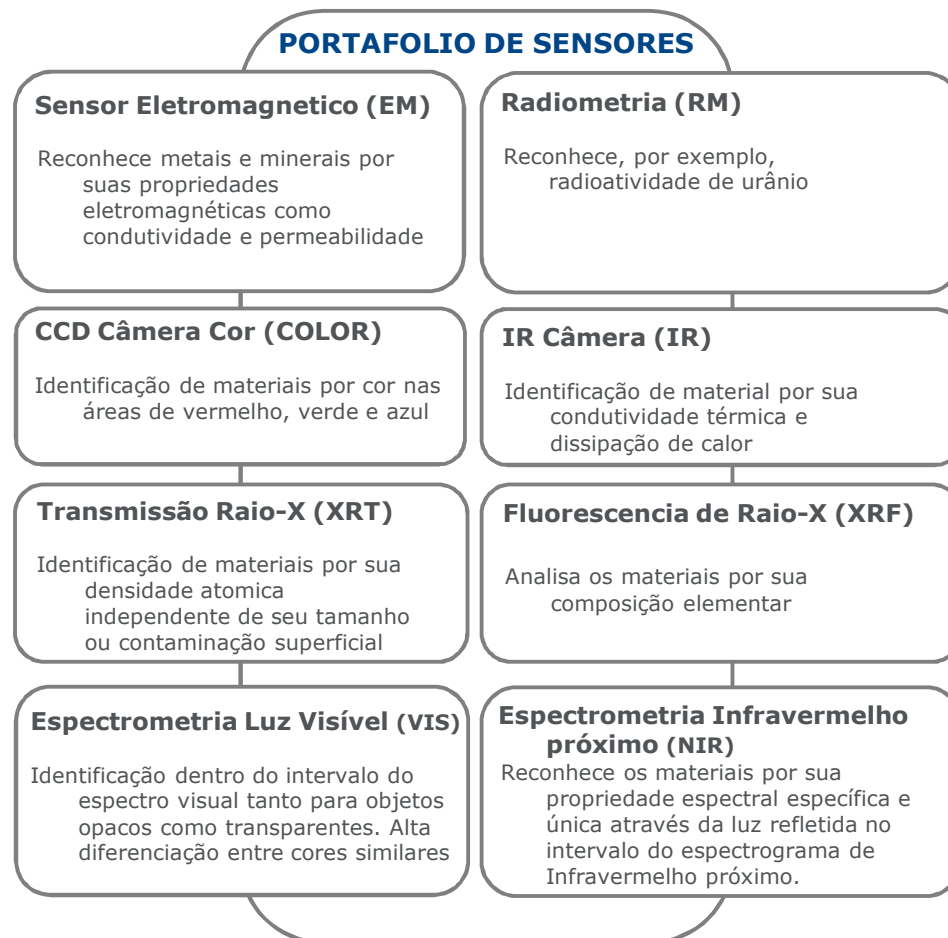 PORTAFOLIO DE SENSORES
Sensor Eletromagnetico (EM)
Reconhece metais e minerais por
suas propriedades
eletromagnéticas como
condutividade e permeabilidade
Radiometria (RM)
Reconhece, por exemplo,
radioatividade de urânio
CCD Câmera Cor (COLOR)
Identificação de materiais por cor nas
áreas de vermelho, verde e azul
IR Câmera (IR)
Identificação de material por sua
condutividade térmica e
dissipação de calor
Transmissão Raio-X (XRT)
Identificação de materiais por sua
densidade atomica
independente de seu tamanho
ou contaminação superficial
Fluorescencia de Raio-X (XRF)
Analisa os materiais por sua
composição elementar
Espectrometria Luz Visível (VIS)
Identificação dentro do intervalo do
espectro visual tanto para objetos
opacos como transparentes. Alta
diferenciação entre cores similares
Espectrometria Infravermelho
próximo (NIR)
Reconhece os materiais por sua
propriedade espectral específica e
única através da luz refletida no
intervalo do espectrograma de
Infravermelho próximo.